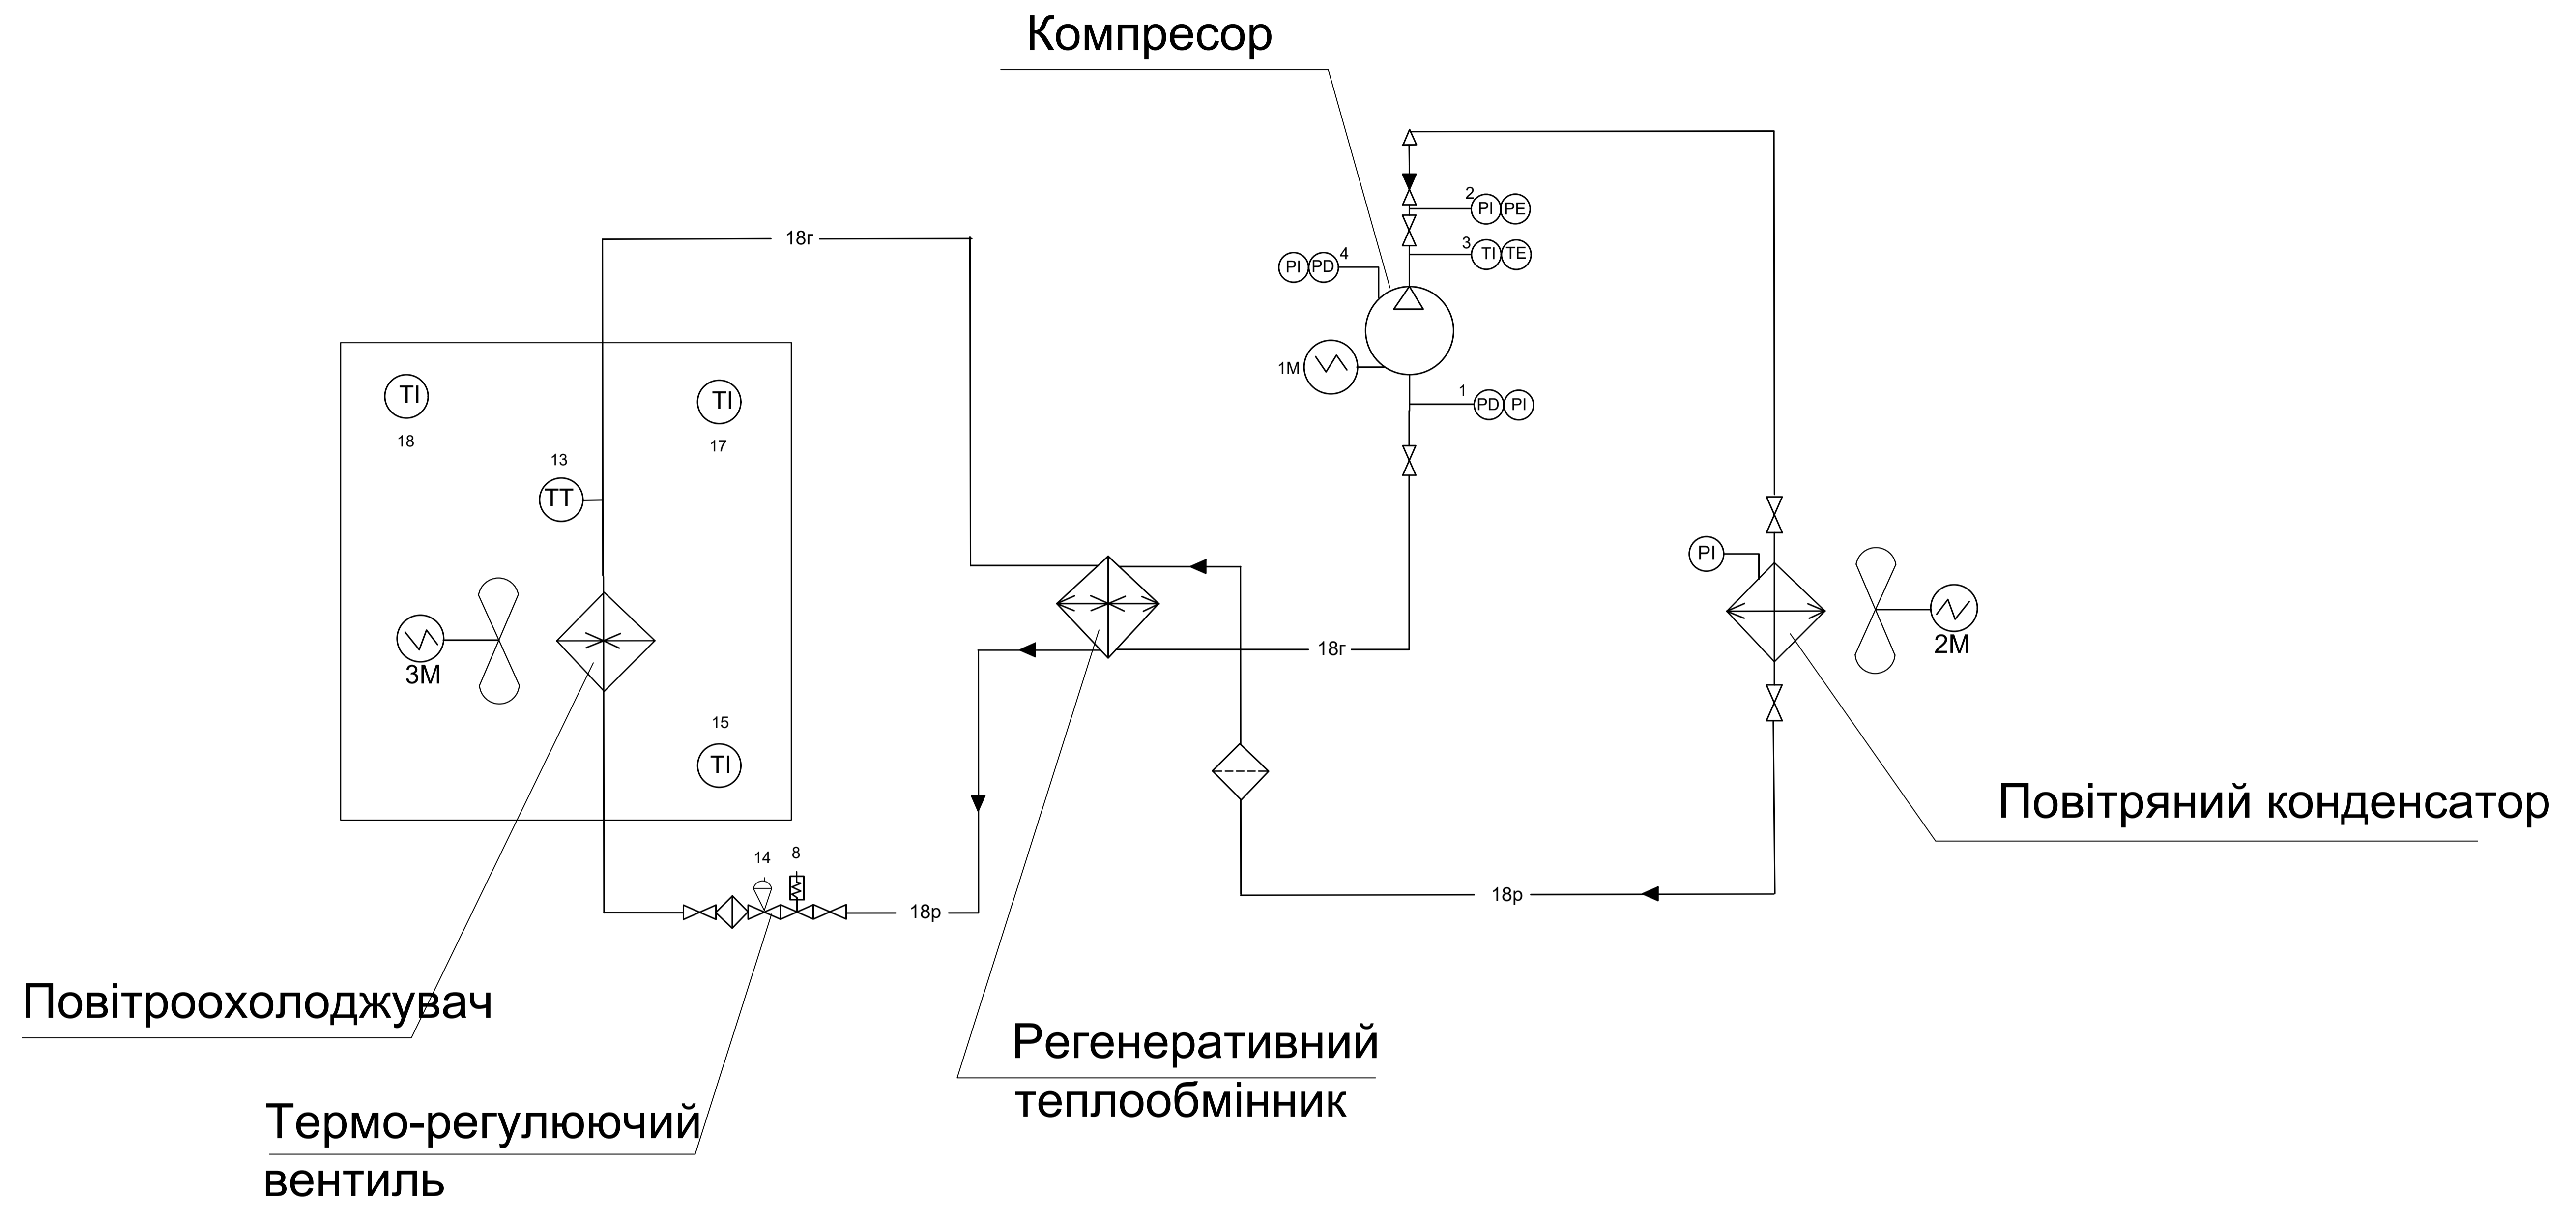 Компресор
2
PI PE
3
TI TE
PI PD 4
1M
1
PD PI
18г
TI
18
TI
17
13
TT
3M
15
TI
18г
PI
2M
14
8
18р
18р
Повітряний конденсатор
Повітроохолоджувач
Регенеративний
теплообмінник
Термо-регулюючий
вентиль